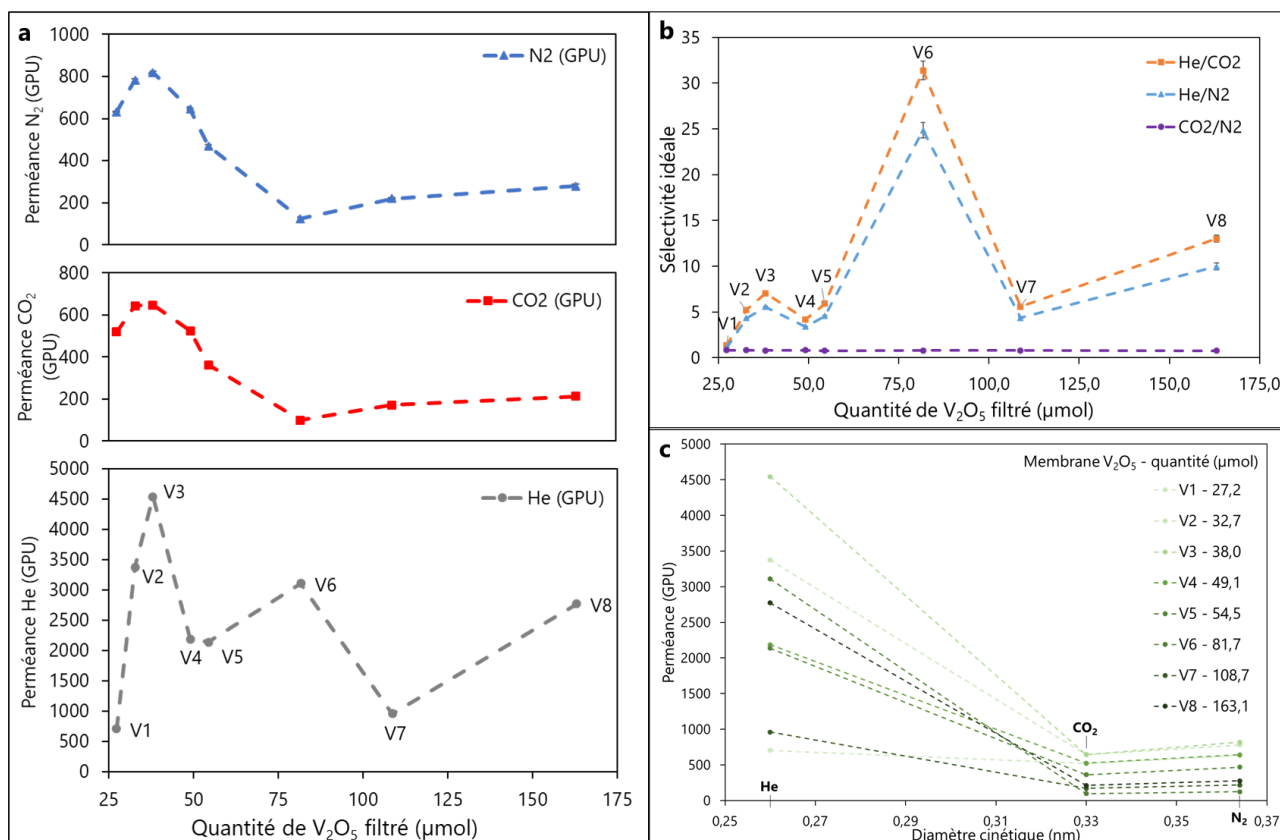 a
N2 (GPU)
Perméance N₂ (GPU)
1000
800
600
400
200
0
CO2 (GPU)
Perméance CO₂
(GPU)
800
600
400
200
0
He (GPU)
Perméance He (GPU)
5000
4500
4000
3500
3000
2500
2000
1500
1000
500
0
V1
V2
V3
V4
V5
V6
V7
V8
25 50 75 100 125 150 175
Quantité de V₂O₅ filtré (µmol)
b
Sélectivité idéale
35
30
25
20
15
10
5
0
V1
V2
V3
V4
V5
V6
V7
V8
He/CO2
He/N2
CO2/N2
25,0 50,0 75,0 100,0 125,0 150,0 175,0
Quantité de V₂O₅ filtré (µmol)
c
Perméance (GPU)
5000
4500
4000
3500
3000
2500
2000
1500
1000
500
0
Membrane V₂O₅ - quantité (µmol)
V1 - 27,2
V2 - 32,7
V3 - 38,0
V4 - 49,1
V5 - 54,5
V6 - 81,7
V7 - 108,7
V8 - 163,1
He
CO₂
N₂
0,25 0,27 0,29 0,31 0,33 0,35 0,37
Diamètre cinétique (nm)